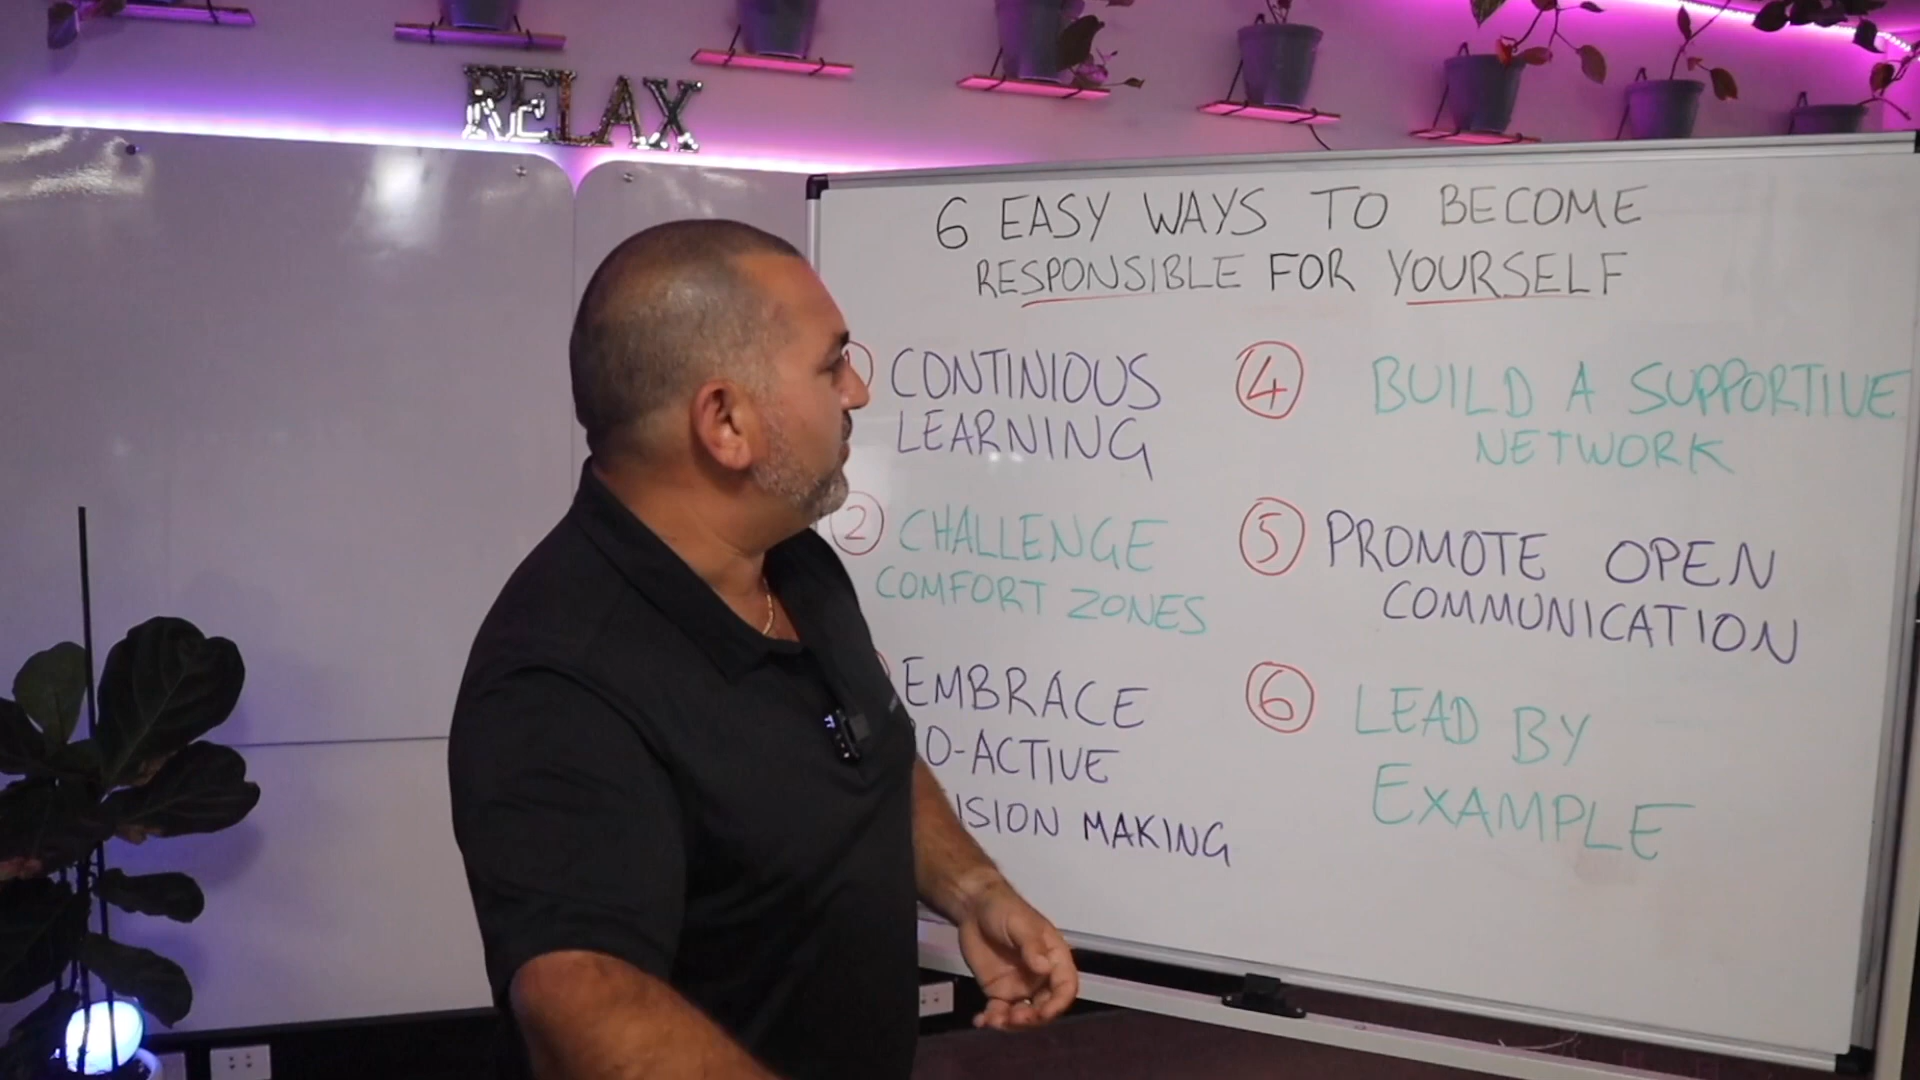 RELAX
6 EASY WAYS TO BECOME
RESPONSIBLE FOR YOURSELF
CONTINIOUS
LEARNING
2 CHALLENGE
COMFORT ZONES
EMBRACE
O-ACTIVE
ISION MAKING
4 BUILD A SUPPORTIVE
NETWORK
5 PROMOTE OPEN
COMMUNICATION
6 LEAD BY
EXAMPLE